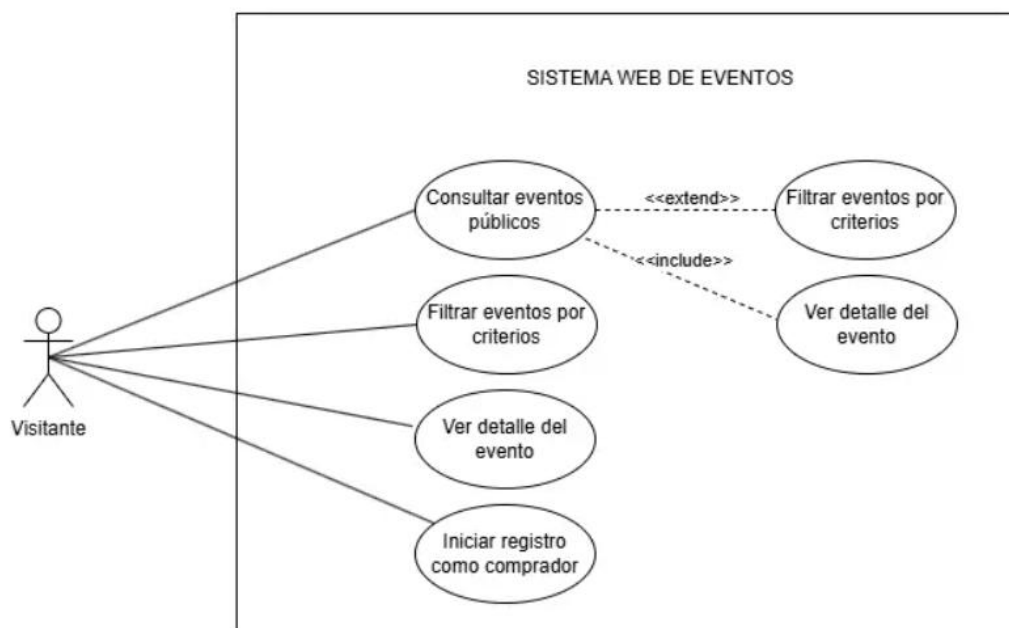 SISTEMA WEB DE EVENTOS
Consultar eventos
públicos
<<extend>>
Filtrar eventos por
criterios
<<include>>
Ver detalle del
evento
Filtrar eventos por
criterios
Ver detalle del
evento
Iniciar registro
como comprador
Visitante